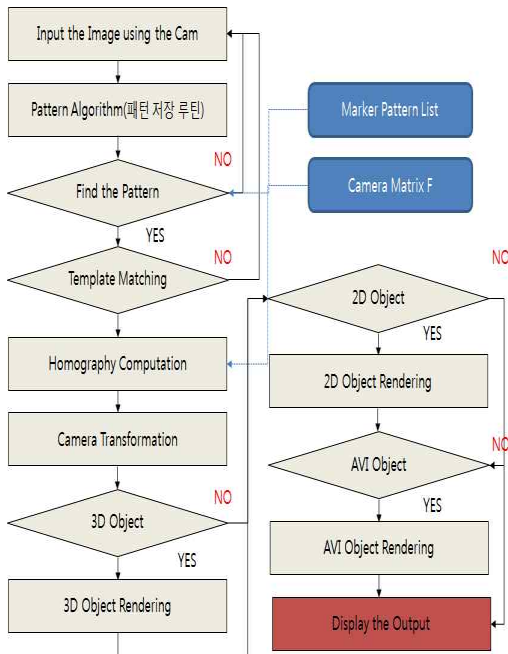 Input the Image using the Cam
Pattern Algorithm(패턴 저장 루틴)
NO
Find the Pattern
YES
NO
Template Matching
Homography Computation
Camera Transformation
NO
3D Object
YES
3D Object Rendering
Marker Pattern List
Camera Matrix F
NO
2D Object
YES
2D Object Rendering
NO
AVI Object
YES
AVI Object Rendering
Display the Output